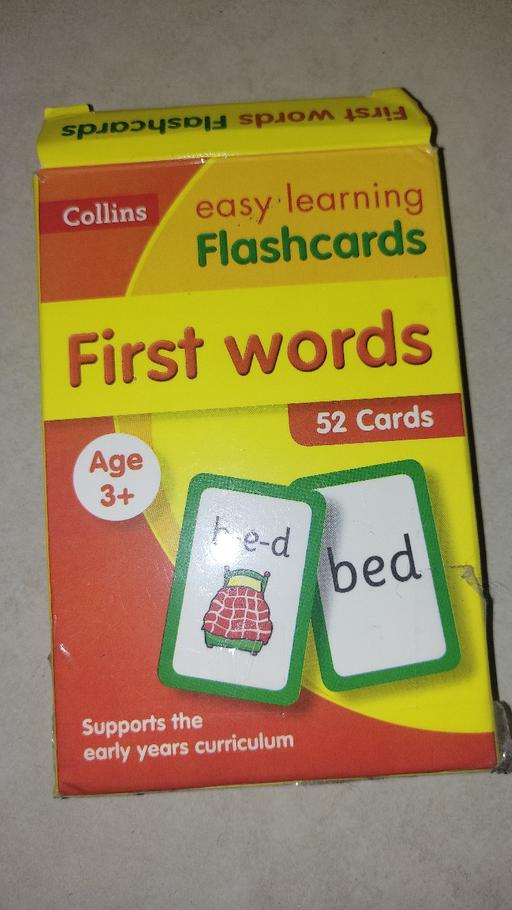 First words Flashcards
Collins
easy learning
Flashcards
First words
52 Cards
Age
3+
b-e-d
bed
Supports the
early years curriculum